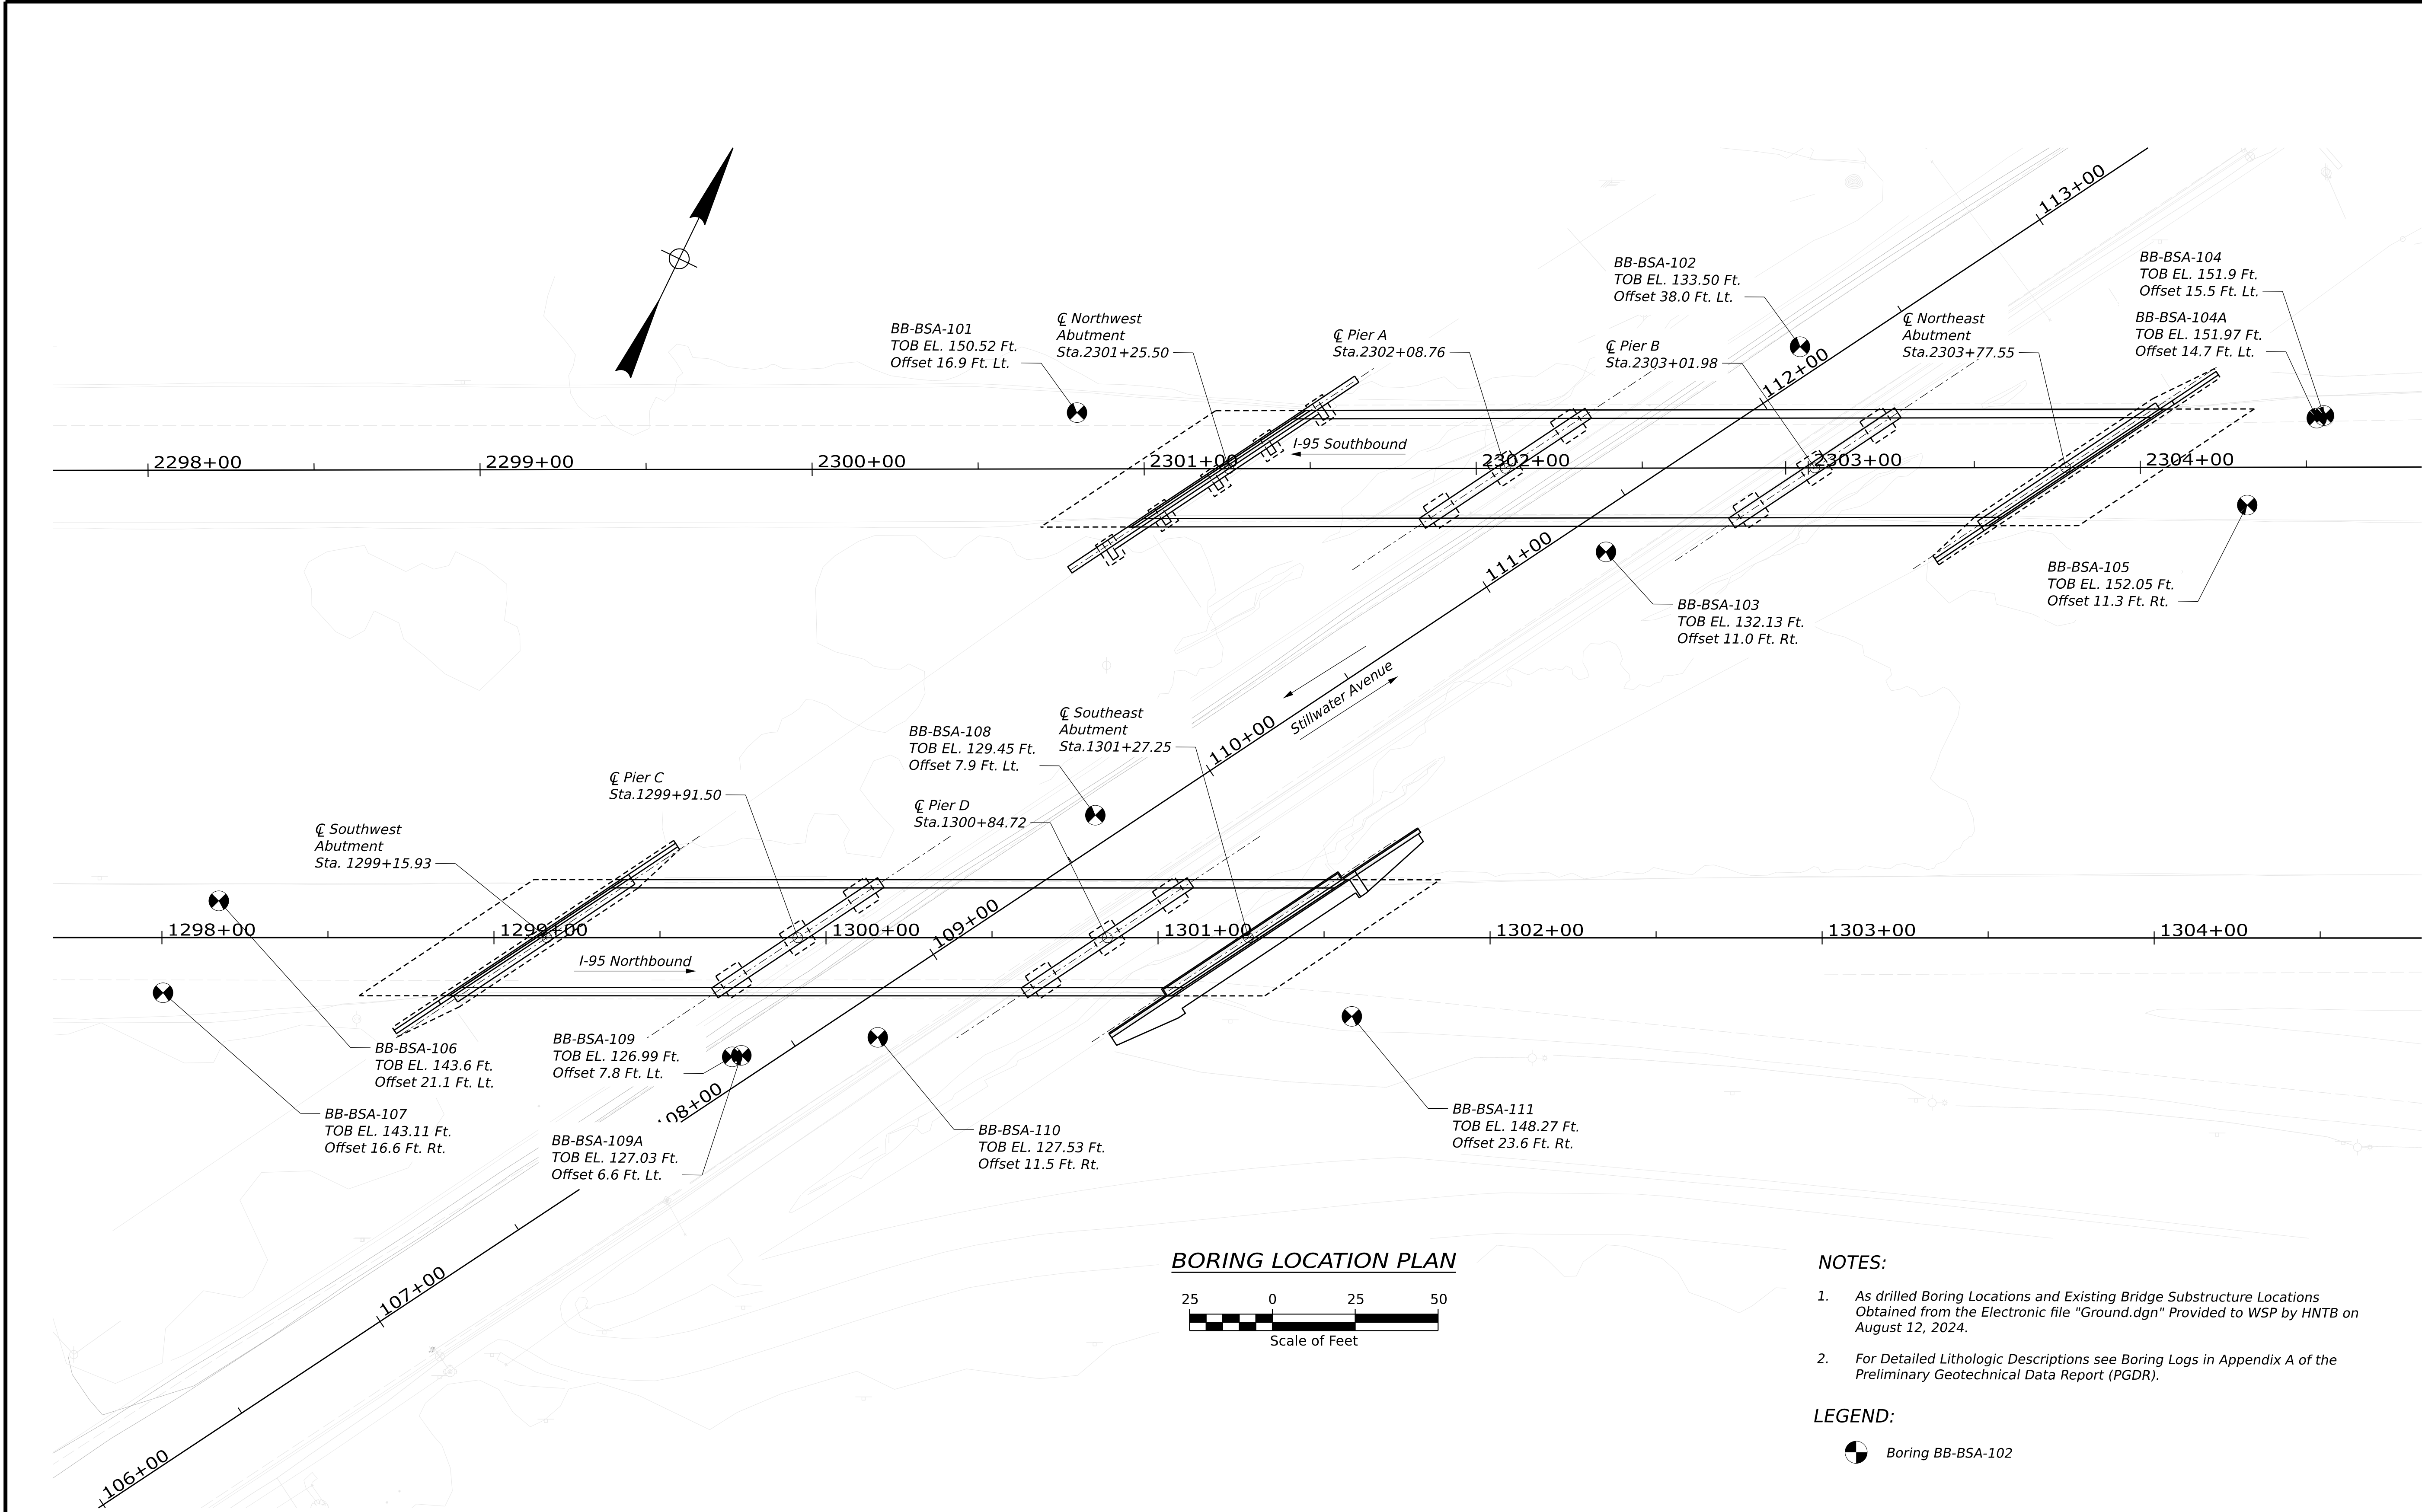 113+00
BB-BSA-102
TOB EL. 133.50 Ft.
Offset 38.0 Ft. Lt.
BB-BSA-104
TOB EL. 151.9 Ft.
Offset 15.5 Ft. Lt.
BB-BSA-104A
TOB EL. 151.97 Ft.
Offset 14.7 Ft. Lt.
BB-BSA-101
TOB EL. 150.52 Ft.
Offset 16.9 Ft. Lt.
℄ Northwest
Abutment
Sta.2301+25.50
℄ Pier A
Sta.2302+08.76
℄ Pier B
Sta.2303+01.98
℄ Northeast
Abutment
Sta.2303+77.55
112+00
I-95 Southbound
2298+00
2299+00
2300+00
2301+00
2302+00
2303+00
2304+00
111+00
BB-BSA-103
TOB EL. 132.13 Ft.
Offset 11.0 Ft. Rt.
BB-BSA-105
TOB EL. 152.05 Ft.
Offset 11.3 Ft. Rt.
Stillwater Avenue
110+00
BB-BSA-108
TOB EL. 129.45 Ft.
Offset 7.9 Ft. Lt.
℄ Southeast
Abutment
Sta.1301+27.25
℄ Pier C
Sta.1299+91.50
℄ Pier D
Sta.1300+84.72
℄ Southwest
Abutment
Sta. 1299+15.93
109+00
1298+00
1299+00
1300+00
1301+00
1302+00
1303+00
1304+00
I-95 Northbound
BB-BSA-106
TOB EL. 143.6 Ft.
Offset 21.1 Ft. Lt.
BB-BSA-109
TOB EL. 126.99 Ft.
Offset 7.8 Ft. Lt.
108+00
BB-BSA-107
TOB EL. 143.11 Ft.
Offset 16.6 Ft. Rt.
BB-BSA-109A
TOB EL. 127.03 Ft.
Offset 6.6 Ft. Lt.
BB-BSA-110
TOB EL. 127.53 Ft.
Offset 11.5 Ft. Rt.
BB-BSA-111
TOB EL. 148.27 Ft.
Offset 23.6 Ft. Rt.
107+00
106+00
BORING LOCATION PLAN
25 0 25 50
Scale of Feet
NOTES:
1. As drilled Boring Locations and Existing Bridge Substructure Locations
Obtained from the Electronic file "Ground.dgn" Provided to WSP by HNTB on
August 12, 2024.
2. For Detailed Lithologic Descriptions see Boring Logs in Appendix A of the
Preliminary Geotechnical Data Report (PGDR).
LEGEND:
Boring BB-BSA-102